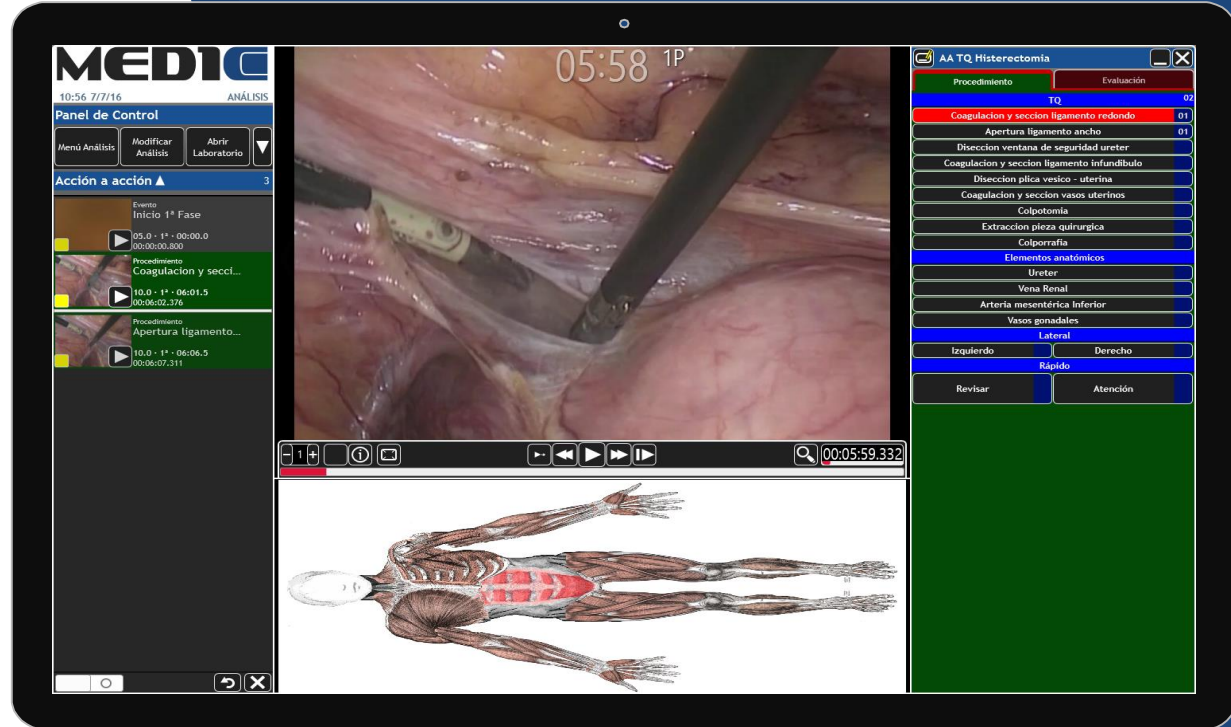 MED1C
10:56 7/7/16 ANÁLISIS
Panel de Control
Menú Análisis
Modificar
Análisis
Abrir
Laboratorio
Acción a acción ▲ 3
Evento
Inicio 1ª Fase
05.0 · 1ª · 00:00.0
00:00:00.800
Procedimiento
Coagulacion y secci...
10.0 · 1ª · 06:01.5
00:06:02.376
Procedimiento
Apertura ligamento...
10.0 · 1ª · 06:06.5
00:06:07.311
05:58 1P
1
00:05:59.332
AA TQ Histerectomía
Procedimiento Evaluación
TQ 02
Coagulacion y seccion ligamento redondo 01
Apertura ligamento ancho 01
Diseccion ventana de seguridad ureter
Coagulacion y seccion ligamento infundibulo
Diseccion plica vesico - uterina
Coagulacion y seccion vasos uterinos
Colpotomia
Extraccion pieza quirurgica
Colporrafia
Elementos anatómicos
Ureter
Vena Renal
Arteria mesentérica Inferior
Vasos gonadales
Lateral
Izquierdo Derecho
Rápido
Revisar Atención